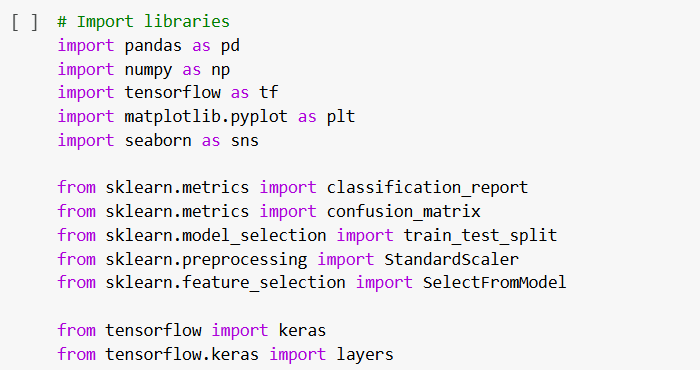 [ ] # Import libraries
import pandas as pd
import numpy as np
import tensorflow as tf
import matplotlib.pyplot as plt
import seaborn as sns
from sklearn.metrics import classification_report
from sklearn.metrics import confusion_matrix
from sklearn.model_selection import train_test_split
from sklearn.preprocessing import StandardScaler
from sklearn.feature_selection import SelectFromModel
from tensorflow import keras
from tensorflow.keras import layers